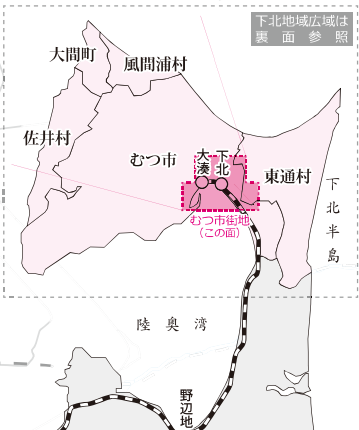 下北地域広域は
裏面参照
大間町
風間浦村
佐井村
むつ市
大湊
下北
東通村
むつ市街地
(この面)
下北半島
陸奥湾
野辺地